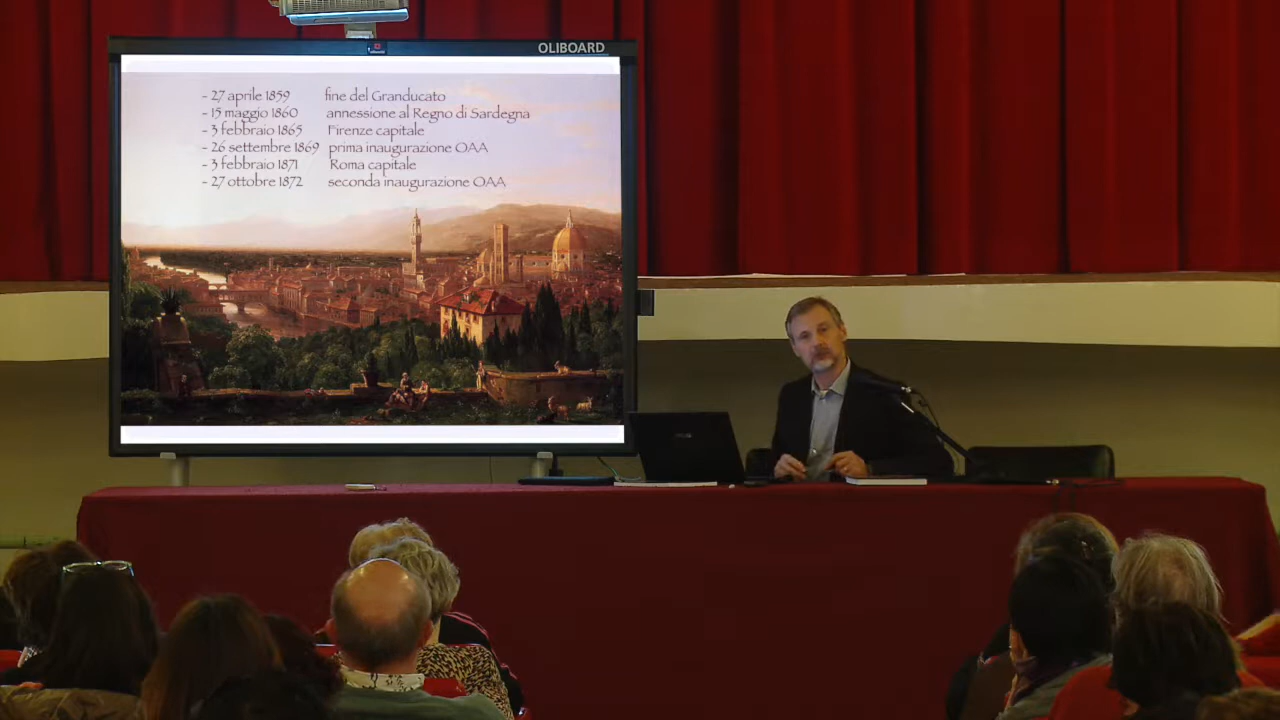 OLIBOARD
- 27 aprile 1859 fine del Granducato
- 15 maggio 1860 annessione al Regno di Sardegna
- 3 febbraio 1865 Firenze capitale
- 26 settembre 1869 prima inaugurazione OAA
- 3 febbraio 1871 Roma capitale
- 27 ottobre 1872 seconda inaugurazione OAA